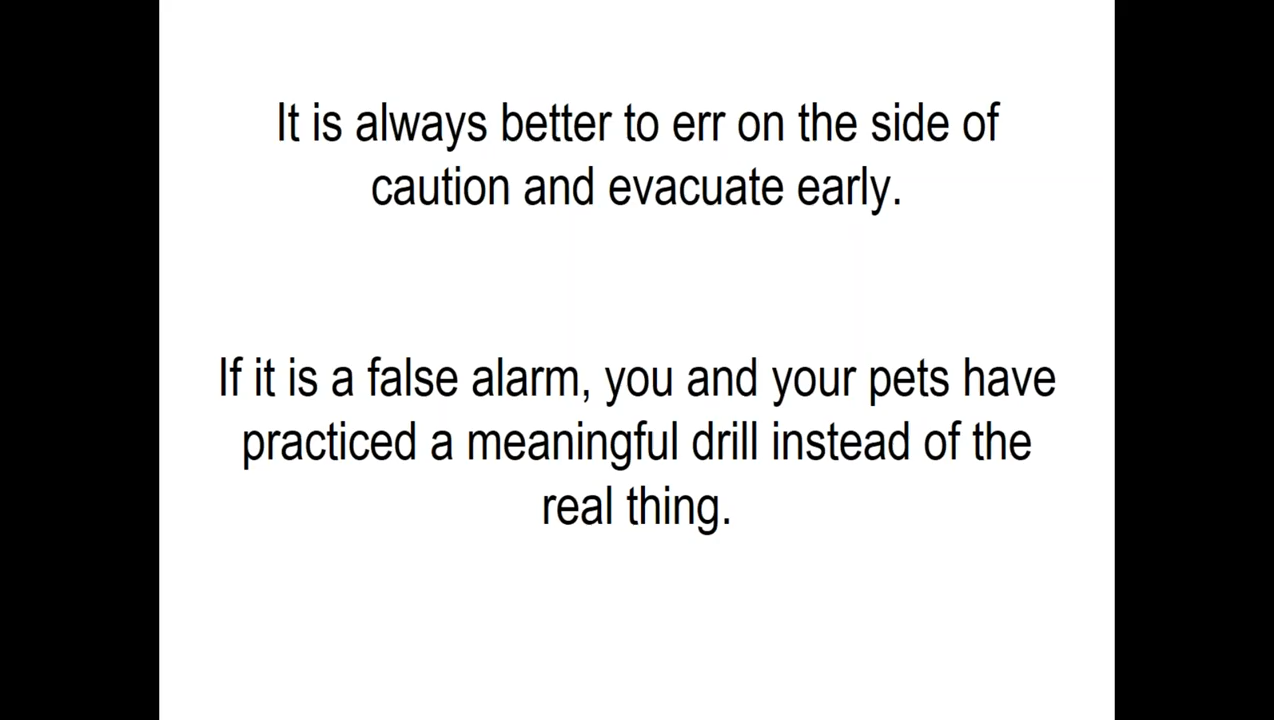 It is always better to err on the side of
caution and evacuate early.
If it is a false alarm, you and your pets have
practiced a meaningful drill instead of the
real thing.